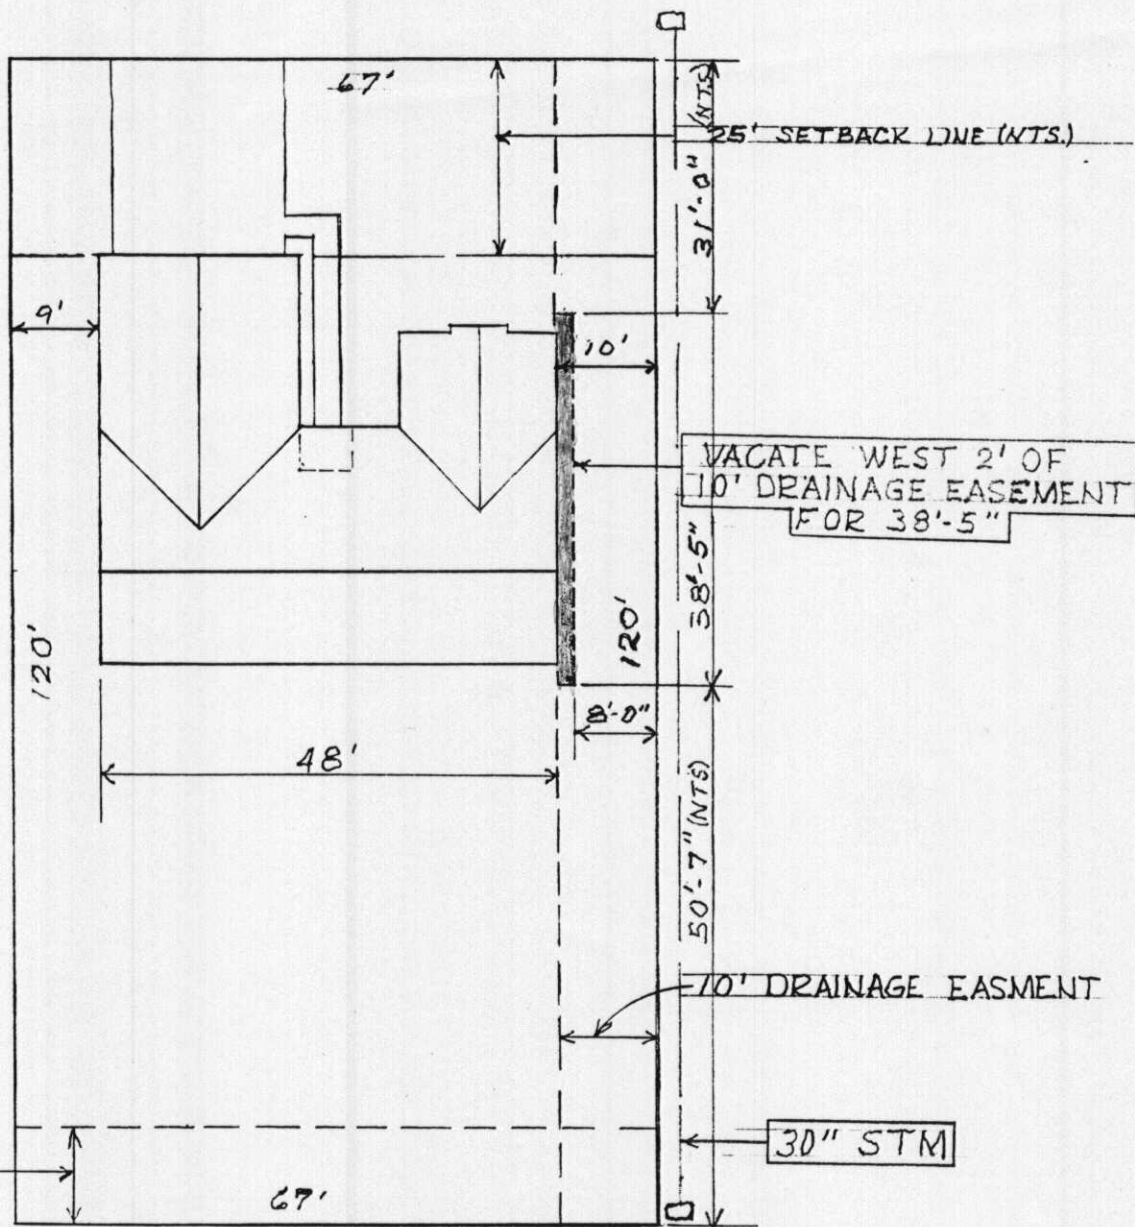 67'
31'-0" (NTS)
25' SETBACK LINE (NTS.)
9'
10'
VACATE WEST 2' OF
10' DRAINAGE EASEMENT
FOR 38'-5"
38'-5"
120'
120'
8'-0"
48'
50'-7" (NTS)
10' DRAINAGE EASMENT
30" STM
67'